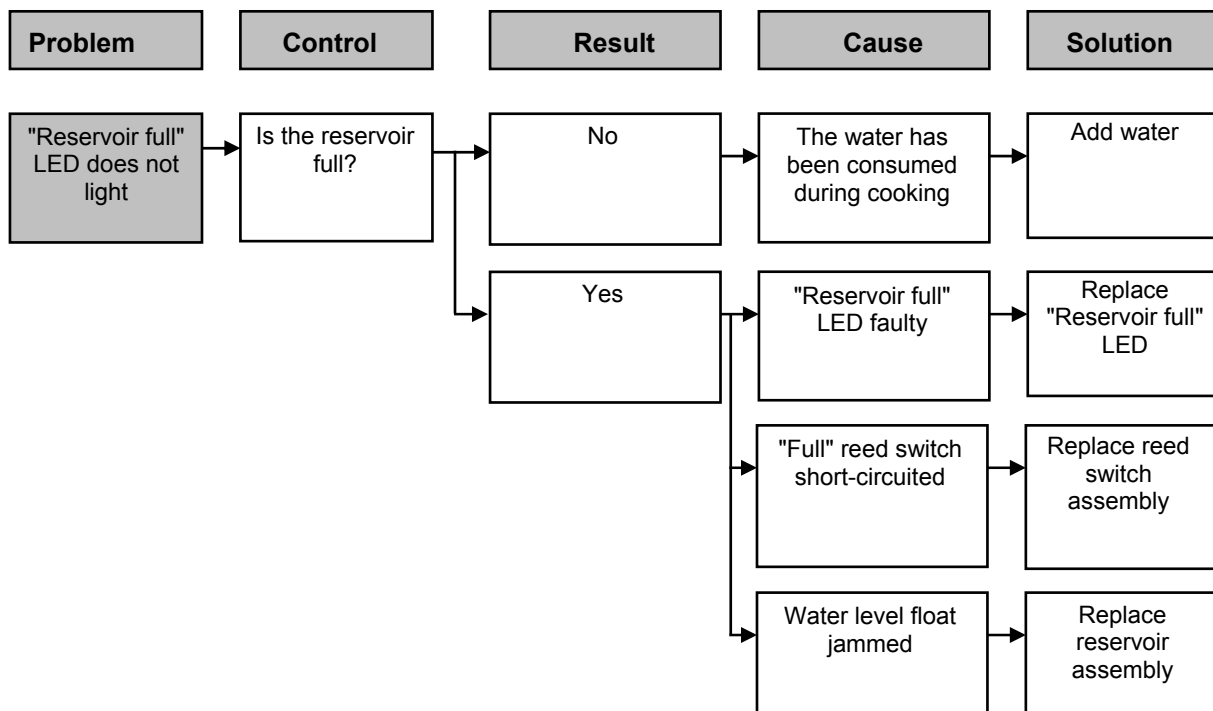 Problem
Control
Result
Cause
Solution
"Reservoir full"
LED does not
light
Is the reservoir
full?
No
The water has
been consumed
during cooking
Add water
Yes
"Reservoir full"
LED faulty
Replace
"Reservoir full"
LED
"Full" reed switch
short-circuited
Replace reed
switch
assembly
Water level float
jammed
Replace
reservoir
assembly